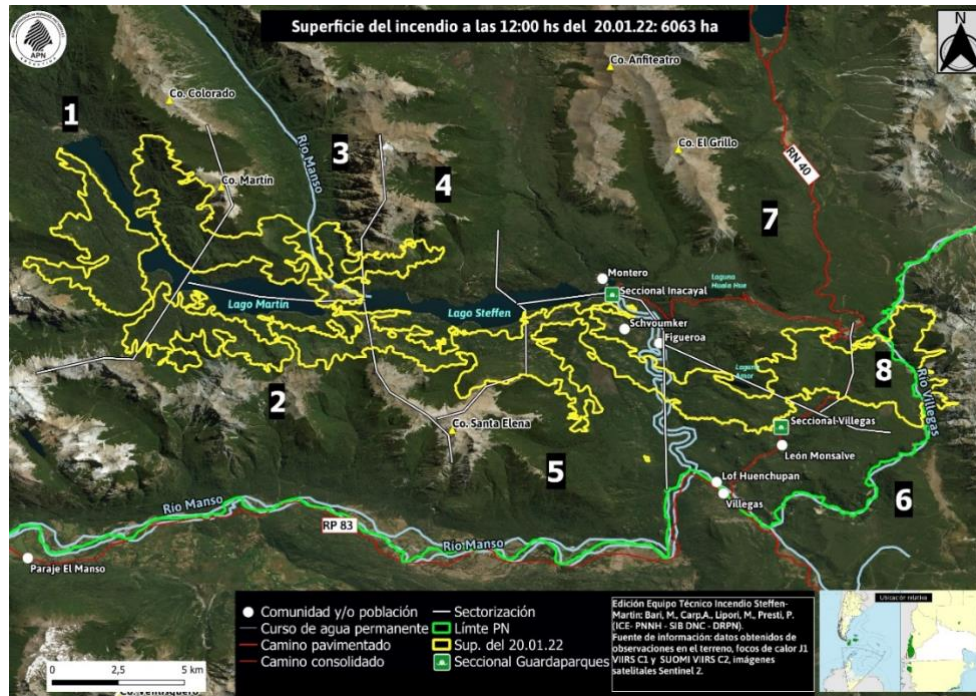 Superficie del incendio a las 12:00 hs del 20.01.22: 6063 ha
APN
N
Co. Anfiteatro
Co. Colorado
1
Co. El Grillo
RN 40
Río Manso
3
4
Co. Martín
7
Montero
Laguna
Huala Hue
Seccional Inacayal
Lago Martín
Lago Steffen
Schvoumker
Figueroa
8
Laguna
Río Villegas
2
Seccional Villegas
Co. Santa Elena
León Monsalve
5
Lof Huenchupan
6
Villegas
Río Manso
RP 83
Río Manso
Paraje El Manso
Comunidad y/o población
Curso de agua permanente
Camino pavimentado
Camino consolidado
Sectorización
Límte PN
Sup. del 20.01.22
Seccional Guardaparques
Edición Equipo Técnico Incendio Steffen-
Martin: Bari, M., Carp,A., Lipori, M., Presti, P.
(ICE- PNNH - SIB DNC - DRPN).
Fuente de información: datos obtenidos de
observaciones en el terreno, focos de calor J1
VIIRS C1 y SUOMI VIIRS C2, imágenes
satelitales Sentinel 2.
Ubicación relativa
0 2,5 5 km